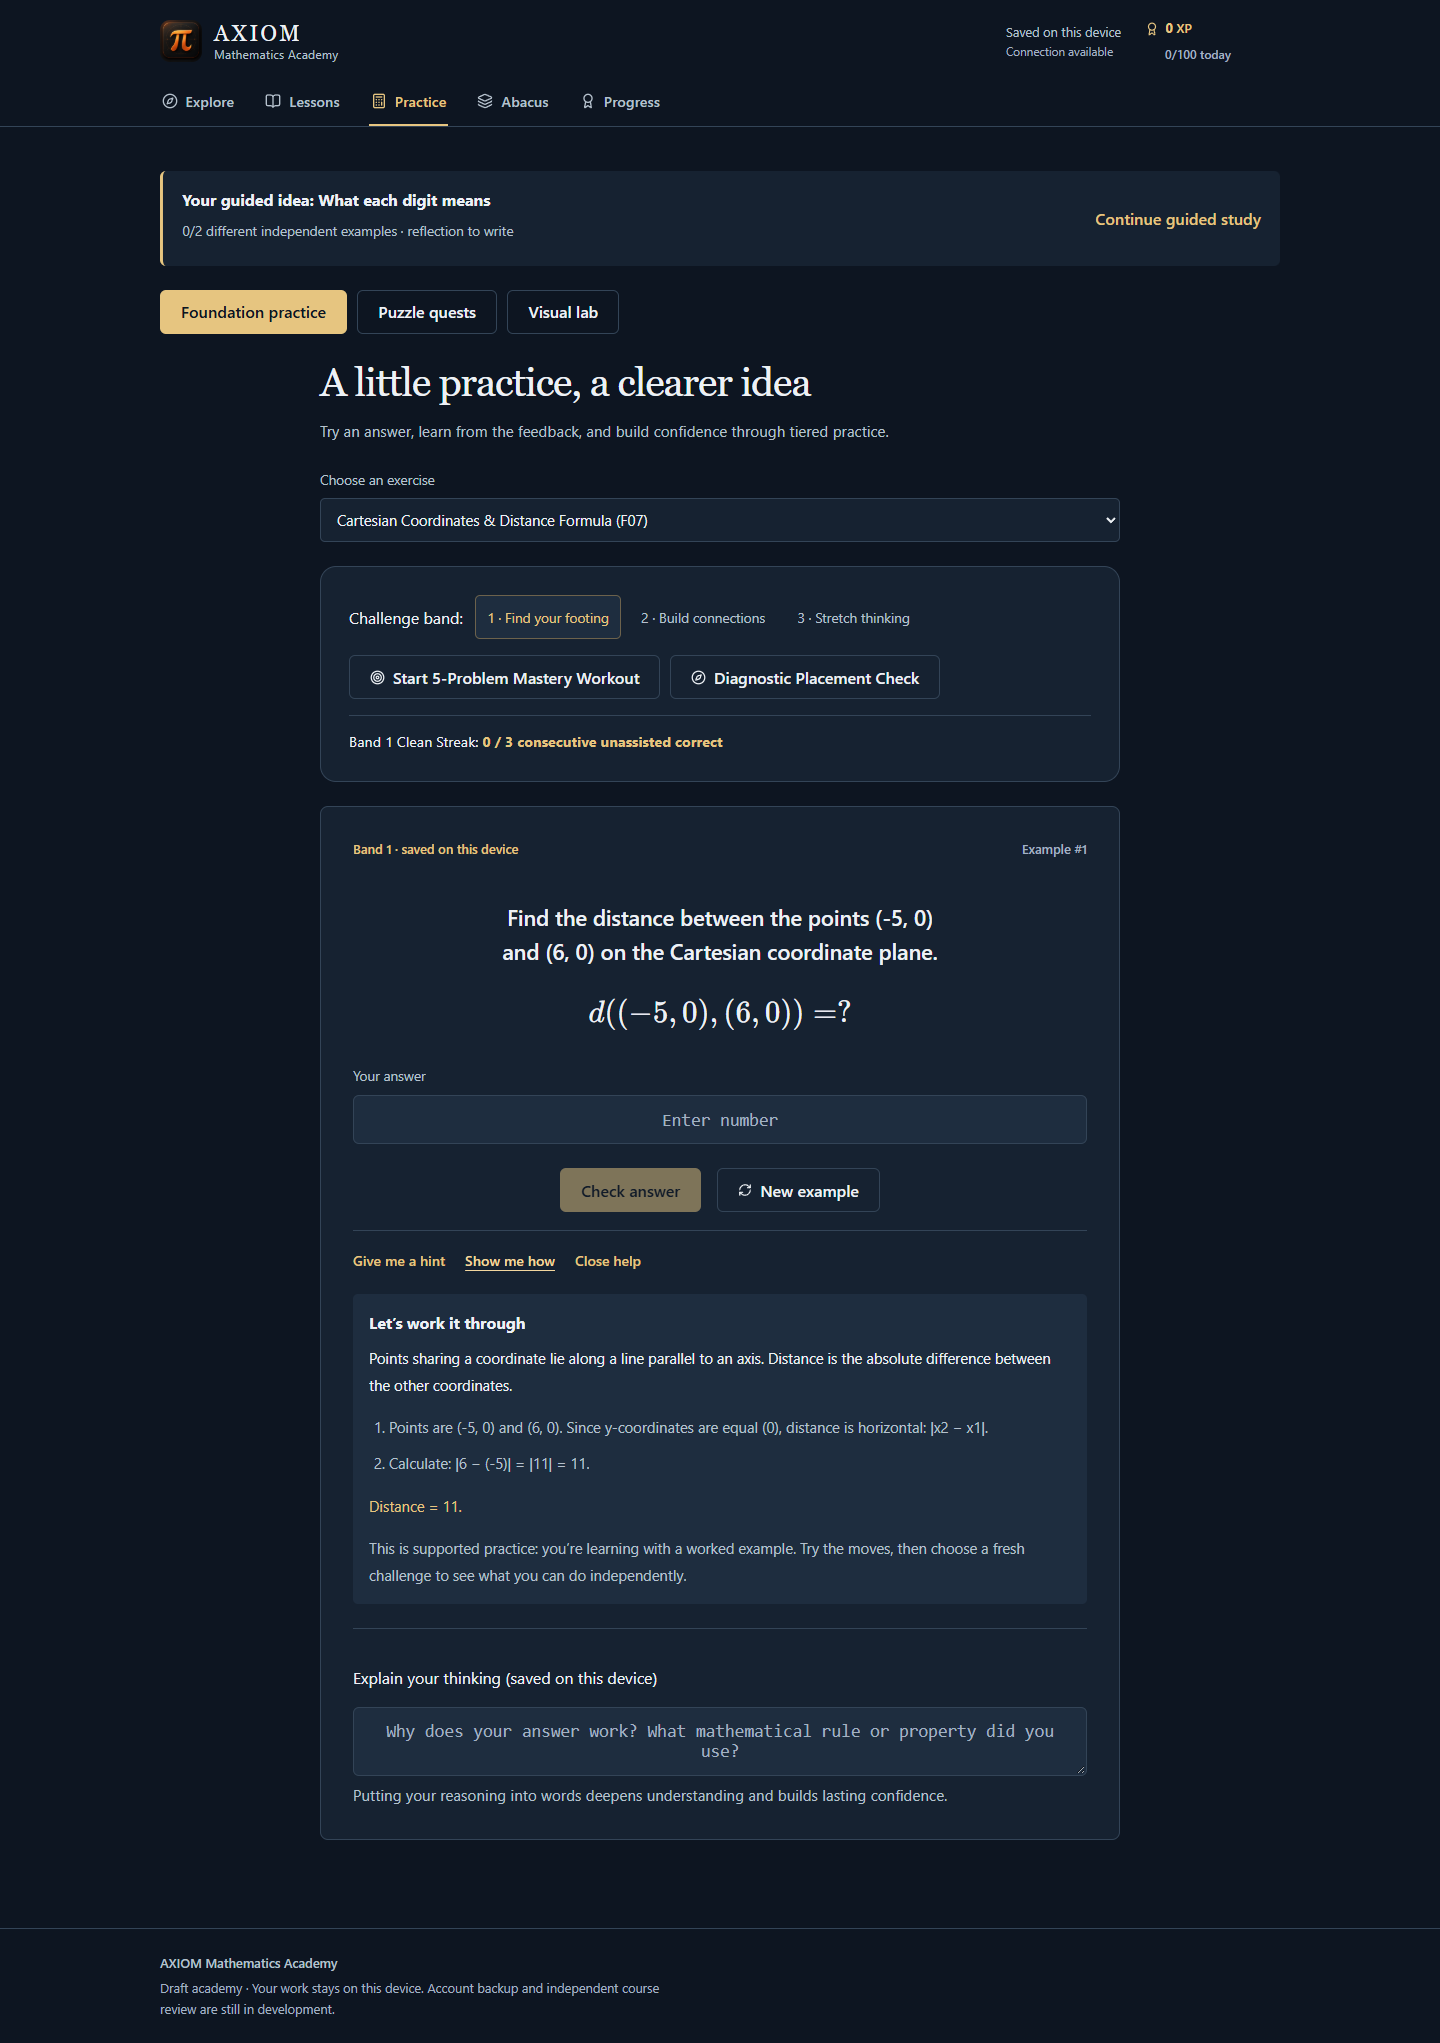 π AXIOM
Mathematics Academy
Saved on this device
Connection available
0 XP
0/100 today
Explore
Lessons
Practice
Abacus
Progress
Your guided idea: What each digit means
0/2 different independent examples · reflection to write
Continue guided study
Foundation practice
Puzzle quests
Visual lab
A little practice, a clearer idea
Try an answer, learn from the feedback, and build confidence through tiered practice.
Choose an exercise
Cartesian Coordinates & Distance Formula (F07)
Challenge band:
1 · Find your footing
2 · Build connections
3 · Stretch thinking
Start 5-Problem Mastery Workout
Diagnostic Placement Check
Band 1 Clean Streak: 0 / 3 consecutive unassisted correct
Band 1 · saved on this device
Example #1
Find the distance between the points (-5, 0)
and (6, 0) on the Cartesian coordinate plane.
d((−5, 0), (6, 0)) =?
Your answer
Enter number
Check answer
New example
Give me a hint
Show me how
Close help
Let’s work it through
Points sharing a coordinate lie along a line parallel to an axis. Distance is the absolute difference between
the other coordinates.
1. Points are (-5, 0) and (6, 0). Since y-coordinates are equal (0), distance is horizontal: |x2 − x1|.
2. Calculate: |6 − (-5)| = |11| = 11.
Distance = 11.
This is supported practice: you’re learning with a worked example. Try the moves, then choose a fresh
challenge to see what you can do independently.
Explain your thinking (saved on this device)
Why does your answer work? What mathematical rule or property did you
use?
Putting your reasoning into words deepens understanding and builds lasting confidence.
AXIOM Mathematics Academy
Draft academy · Your work stays on this device. Account backup and independent course
review are still in development.